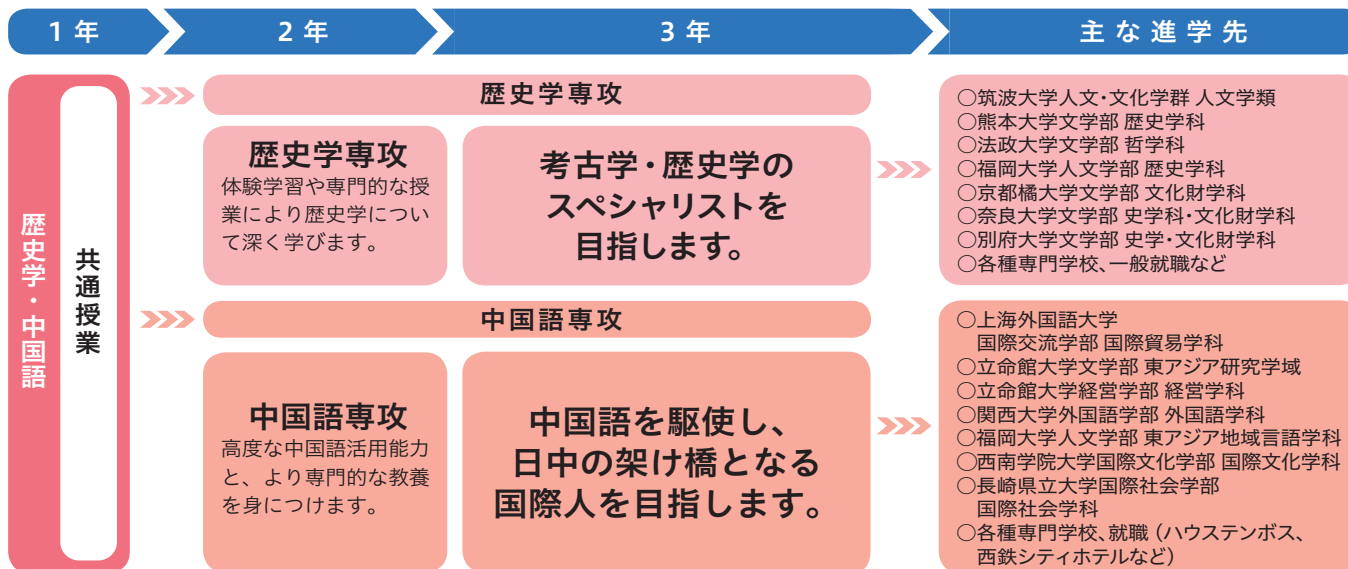 1年
2年
3年
主な進学先
歴史学・中国語
共通授業
歴史学専攻
歴史学専攻
体験学習や専門的な授
業により歴史学につい
て深く学びます。
考古学・歴史学の
スペシャリストを
目指します。
○筑波大学人文・文化学群 人文学類
○熊本大学文学部 歴史学科
○法政大学文学部 哲学科
○福岡大学人文学部 歴史学科
○京都橘大学文学部 文化財学科
○奈良大学文学部 史学科・文化財学科
○別府大学文学部 史学・文化財学科
○各種専門学校、一般就職など
中国語専攻
中国語専攻
高度な中国語活用能力
と、より専門的な教養
を身につけます。
中国語を駆使し、
日中の架け橋となる
国際人を目指します。
○上海外国語大学
国際交流学部 国際貿易学科
○立命館大学文学部 東アジア研究学域
○立命館大学経営学部 経営学科
○関西大学外国語学部 外国語学科
○福岡大学人文学部 東アジア地域言語学科
○西南学院大学国際文化学部 国際文化学科
○長崎県立大学国際社会学部
国際社会学科
○各種専門学校、就職（ハウステンボス、
西鉄シティホテルなど）